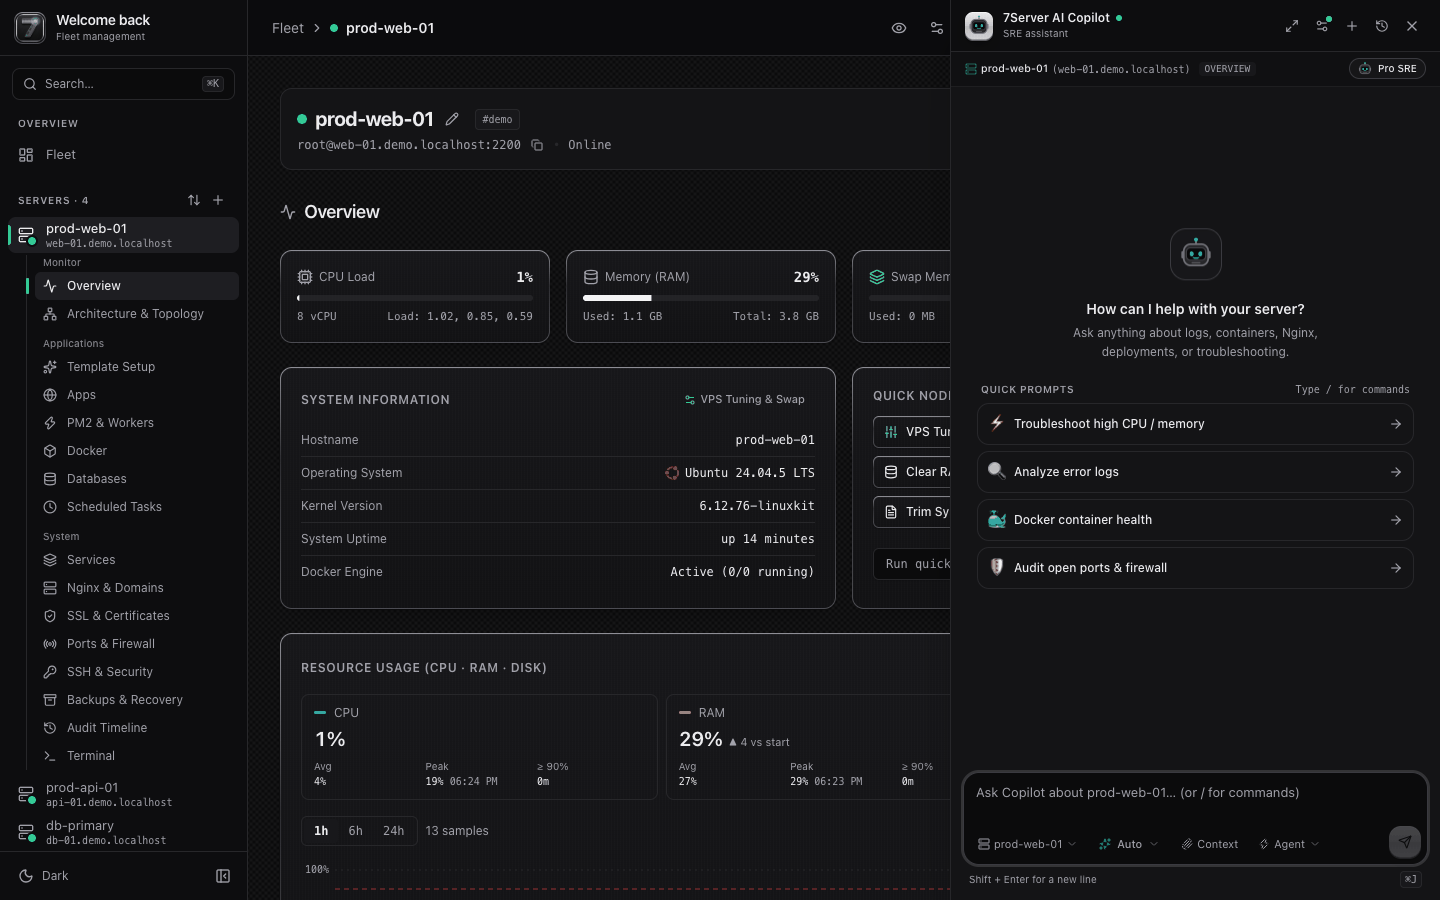 Welcome back
Fleet management
Search...
⌘K
OVERVIEW
Fleet
SERVERS · 4
prod-web-01
web-01.demo.localhost
Monitor
Overview
Architecture & Topology
Applications
Template Setup
Apps
PM2 & Workers
Docker
Databases
Scheduled Tasks
System
Services
Nginx & Domains
SSL & Certificates
Ports & Firewall
SSH & Security
Backups & Recovery
Audit Timeline
Terminal
prod-api-01
api-01.demo.localhost
db-primary
db-01.demo.localhost
Dark
Fleet > prod-web-01
prod-web-01
#demo
root@web-01.demo.localhost:2200 · Online
Overview
CPU Load 1%
8 vCPU Load: 1.02, 0.85, 0.59
Memory (RAM) 29%
Used: 1.1 GB Total: 3.8 GB
Swap Mem
Used: 0 MB
SYSTEM INFORMATION
VPS Tuning & Swap
Hostname prod-web-01
Operating System Ubuntu 24.04.5 LTS
Kernel Version 6.12.76-linuxkit
System Uptime up 14 minutes
Docker Engine Active (0/0 running)
QUICK NOD
VPS Tun
Clear RA
Trim Sy
Run quick
RESOURCE USAGE (CPU · RAM · DISK)
CPU
1%
Avg Peak ≥ 90%
4% 19% 06:24 PM 0m
RAM
29% ▲ 4 vs start
Avg Peak ≥ 90%
27% 29% 06:23 PM 0m
1h 6h 24h 13 samples
100%
7Server AI Copilot
SRE assistant
prod-web-01 (web-01.demo.localhost) OVERVIEW
Pro SRE
How can I help with your server?
Ask anything about logs, containers, Nginx,
deployments, or troubleshooting.
QUICK PROMPTS
Type / for commands
Troubleshoot high CPU / memory
Analyze error logs
Docker container health
Audit open ports & firewall
Ask Copilot about prod-web-01... (or / for commands)
prod-web-01 Auto Context Agent
Shift + Enter for a new line
⌘J